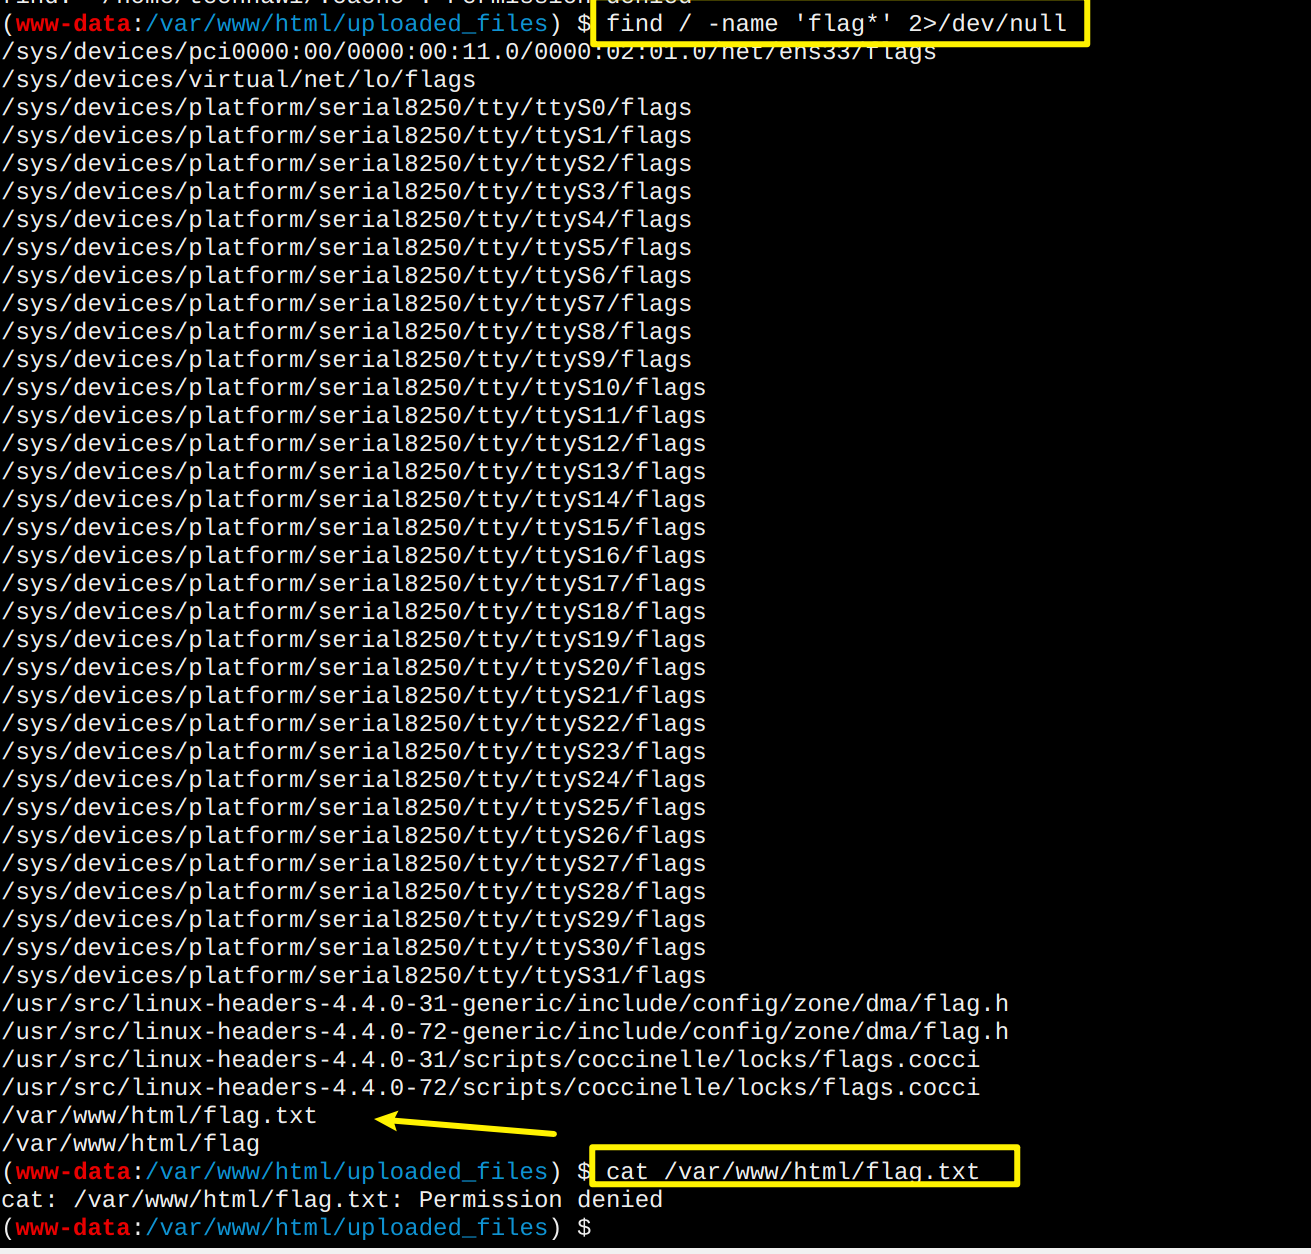 denied
(www-data:/var/www/html/uploaded_files) $ find / -name 'flag*' 2>/dev/null
/sys/devices/pci0000:00/0000:00:11.0/0000:02:01.0/net/ens33/flags
/sys/devices/virtual/net/lo/flags
/sys/devices/platform/serial8250/tty/ttyS0/flags
/sys/devices/platform/serial8250/tty/ttyS1/flags
/sys/devices/platform/serial8250/tty/ttyS2/flags
/sys/devices/platform/serial8250/tty/ttyS3/flags
/sys/devices/platform/serial8250/tty/ttyS4/flags
/sys/devices/platform/serial8250/tty/ttyS5/flags
/sys/devices/platform/serial8250/tty/ttyS6/flags
/sys/devices/platform/serial8250/tty/ttyS7/flags
/sys/devices/platform/serial8250/tty/ttyS8/flags
/sys/devices/platform/serial8250/tty/ttyS9/flags
/sys/devices/platform/serial8250/tty/ttyS10/flags
/sys/devices/platform/serial8250/tty/ttyS11/flags
/sys/devices/platform/serial8250/tty/ttyS12/flags
/sys/devices/platform/serial8250/tty/ttyS13/flags
/sys/devices/platform/serial8250/tty/ttyS14/flags
/sys/devices/platform/serial8250/tty/ttyS15/flags
/sys/devices/platform/serial8250/tty/ttyS16/flags
/sys/devices/platform/serial8250/tty/ttyS17/flags
/sys/devices/platform/serial8250/tty/ttyS18/flags
/sys/devices/platform/serial8250/tty/ttyS19/flags
/sys/devices/platform/serial8250/tty/ttyS20/flags
/sys/devices/platform/serial8250/tty/ttyS21/flags
/sys/devices/platform/serial8250/tty/ttyS22/flags
/sys/devices/platform/serial8250/tty/ttyS23/flags
/sys/devices/platform/serial8250/tty/ttyS24/flags
/sys/devices/platform/serial8250/tty/ttyS25/flags
/sys/devices/platform/serial8250/tty/ttyS26/flags
/sys/devices/platform/serial8250/tty/ttyS27/flags
/sys/devices/platform/serial8250/tty/ttyS28/flags
/sys/devices/platform/serial8250/tty/ttyS29/flags
/sys/devices/platform/serial8250/tty/ttyS30/flags
/sys/devices/platform/serial8250/tty/ttyS31/flags
/usr/src/linux-headers-4.4.0-31-generic/include/config/zone/dma/flag.h
/usr/src/linux-headers-4.4.0-72-generic/include/config/zone/dma/flag.h
/usr/src/linux-headers-4.4.0-31/scripts/coccinelle/locks/flags.cocci
/usr/src/linux-headers-4.4.0-72/scripts/coccinelle/locks/flags.cocci
/var/www/html/flag.txt
/var/www/html/flag
(www-data:/var/www/html/uploaded_files) $ cat /var/www/html/flag.txt
cat: /var/www/html/flag.txt: Permission denied
(www-data:/var/www/html/uploaded_files) $